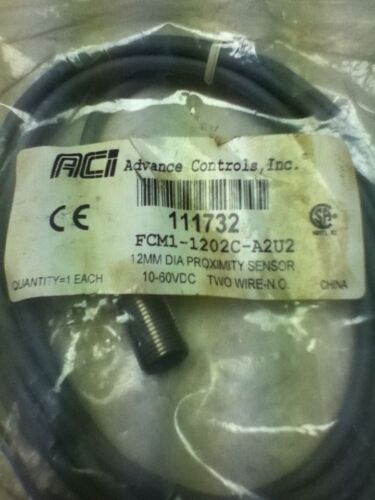 ACI Advance Controls, Inc.
CE
111732
FCM1-1202C-A2U2
12MM DIA PROXIMITY SENSOR
QUANTITY=1 EACH 10-60VDC TWO WIRE-N.O. CHINA